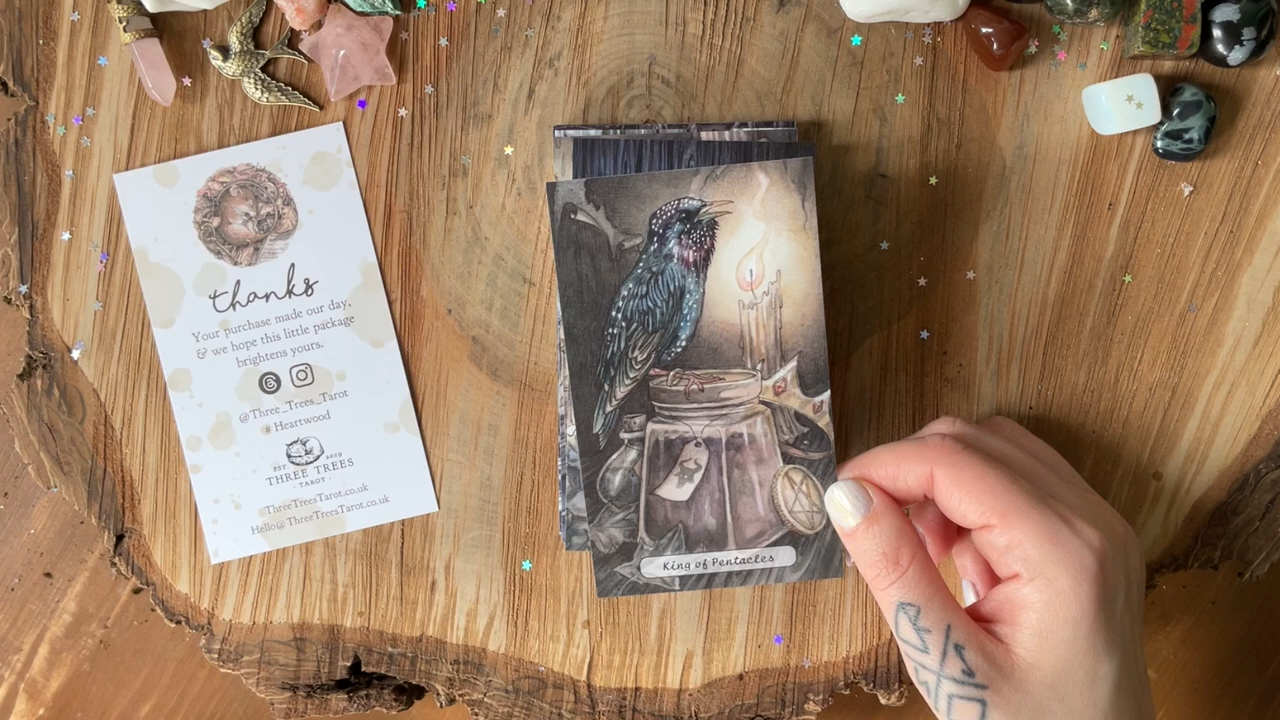 thanks
Your purchase made our day,
& we hope this little package
brightens yours.
@Three_Trees_Tarot
# Heartwood
EST. 2019
THREE TREES
- TAROT -
ThreeTreesTarot.co.uk
Hello@ThreeTreesTarot.co.uk
King of Pentacles